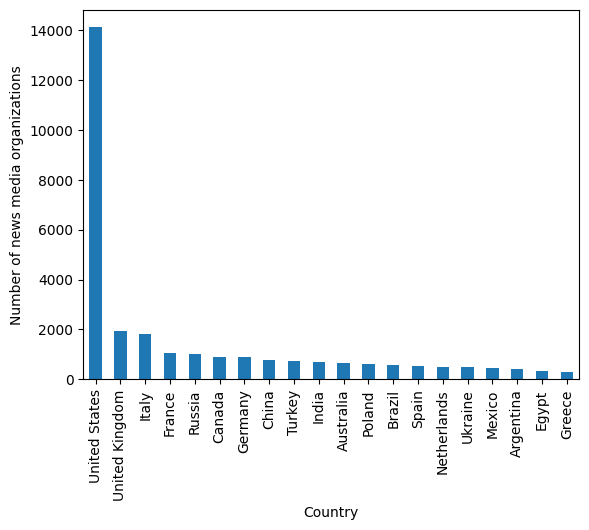 Number of news media organizations
14000
12000
10000
8000
6000
4000
2000
0
United States
United Kingdom
Italy
France
Russia
Canada
Germany
China
Turkey
India
Australia
Poland
Brazil
Spain
Netherlands
Ukraine
Mexico
Argentina
Egypt
Greece
Country